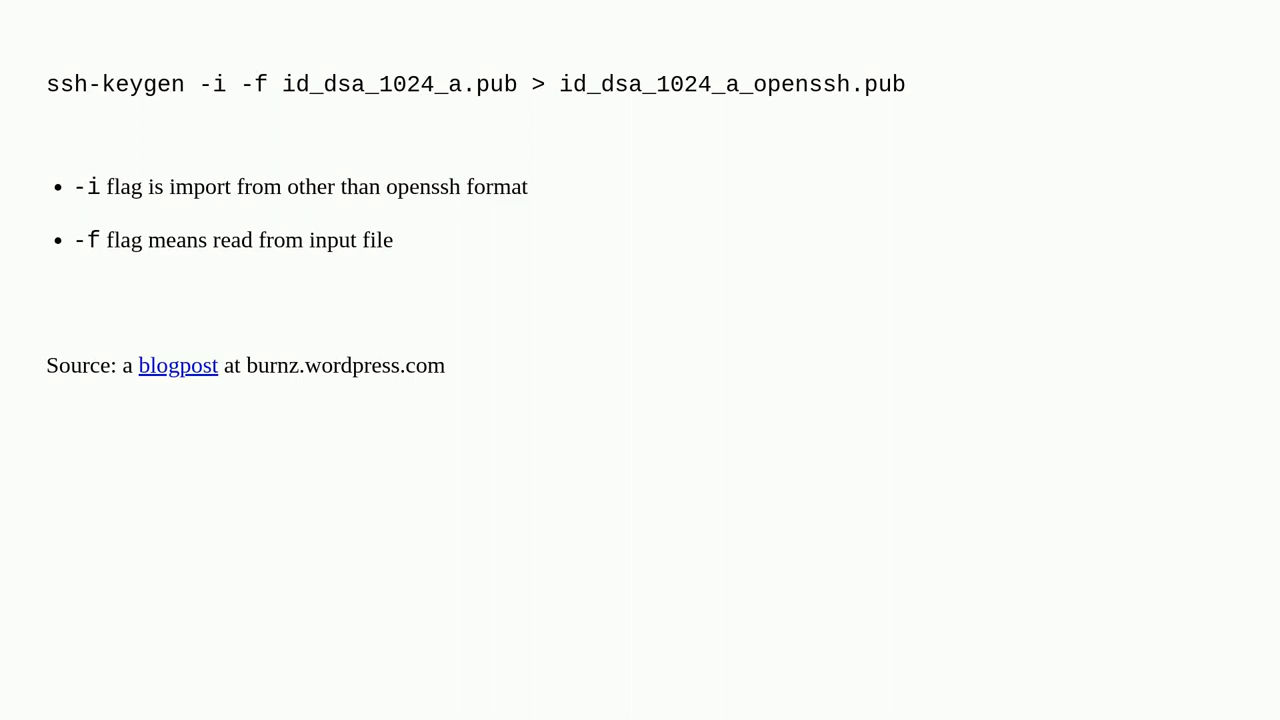 ssh-keygen -i -f id_dsa_1024_a.pub > id_dsa_1024_a_openssh.pub
• -i flag is import from other than openssh format
• -f flag means read from input file
Source: a blogpost at burnz.wordpress.com